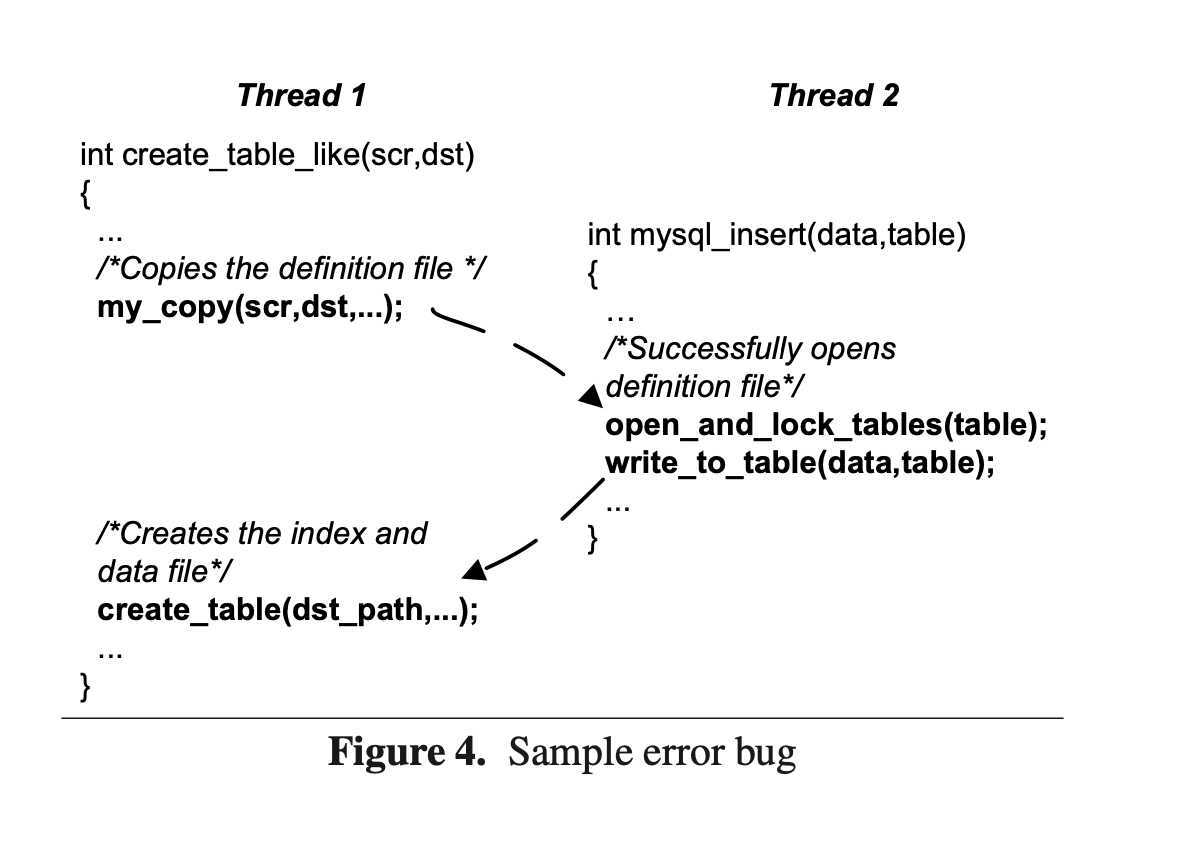 Thread 1
int create_table_like(scr,dst)
{
...
/*Copies the definition file */
my_copy(scr,dst,...);
/*Creates the index and
data file*/
create_table(dst_path,...);
...
}
Thread 2
int mysql_insert(data,table)
{
...
/*Successfully opens
definition file*/
open_and_lock_tables(table);
write_to_table(data,table);
...
}
Figure 4. Sample error bug